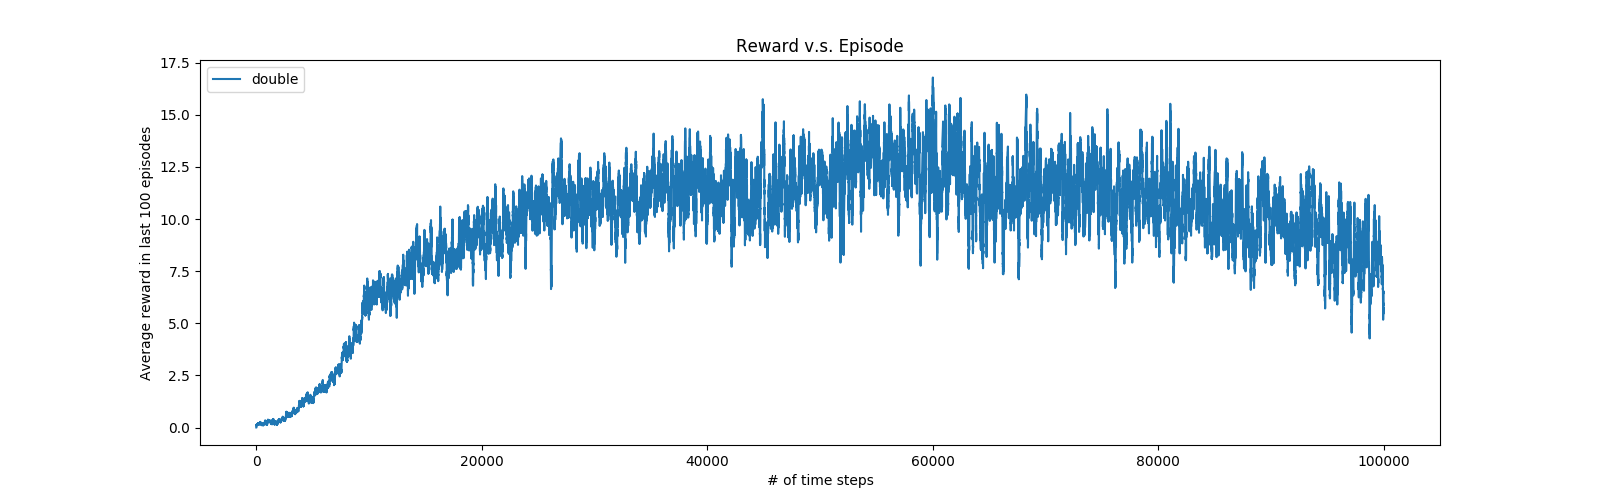 Reward v.s. Episode
double
Average reward in last 100 episodes
17.5
15.0
12.5
10.0
7.5
5.0
2.5
0.0
0 20000 40000 60000 80000 100000
# of time steps